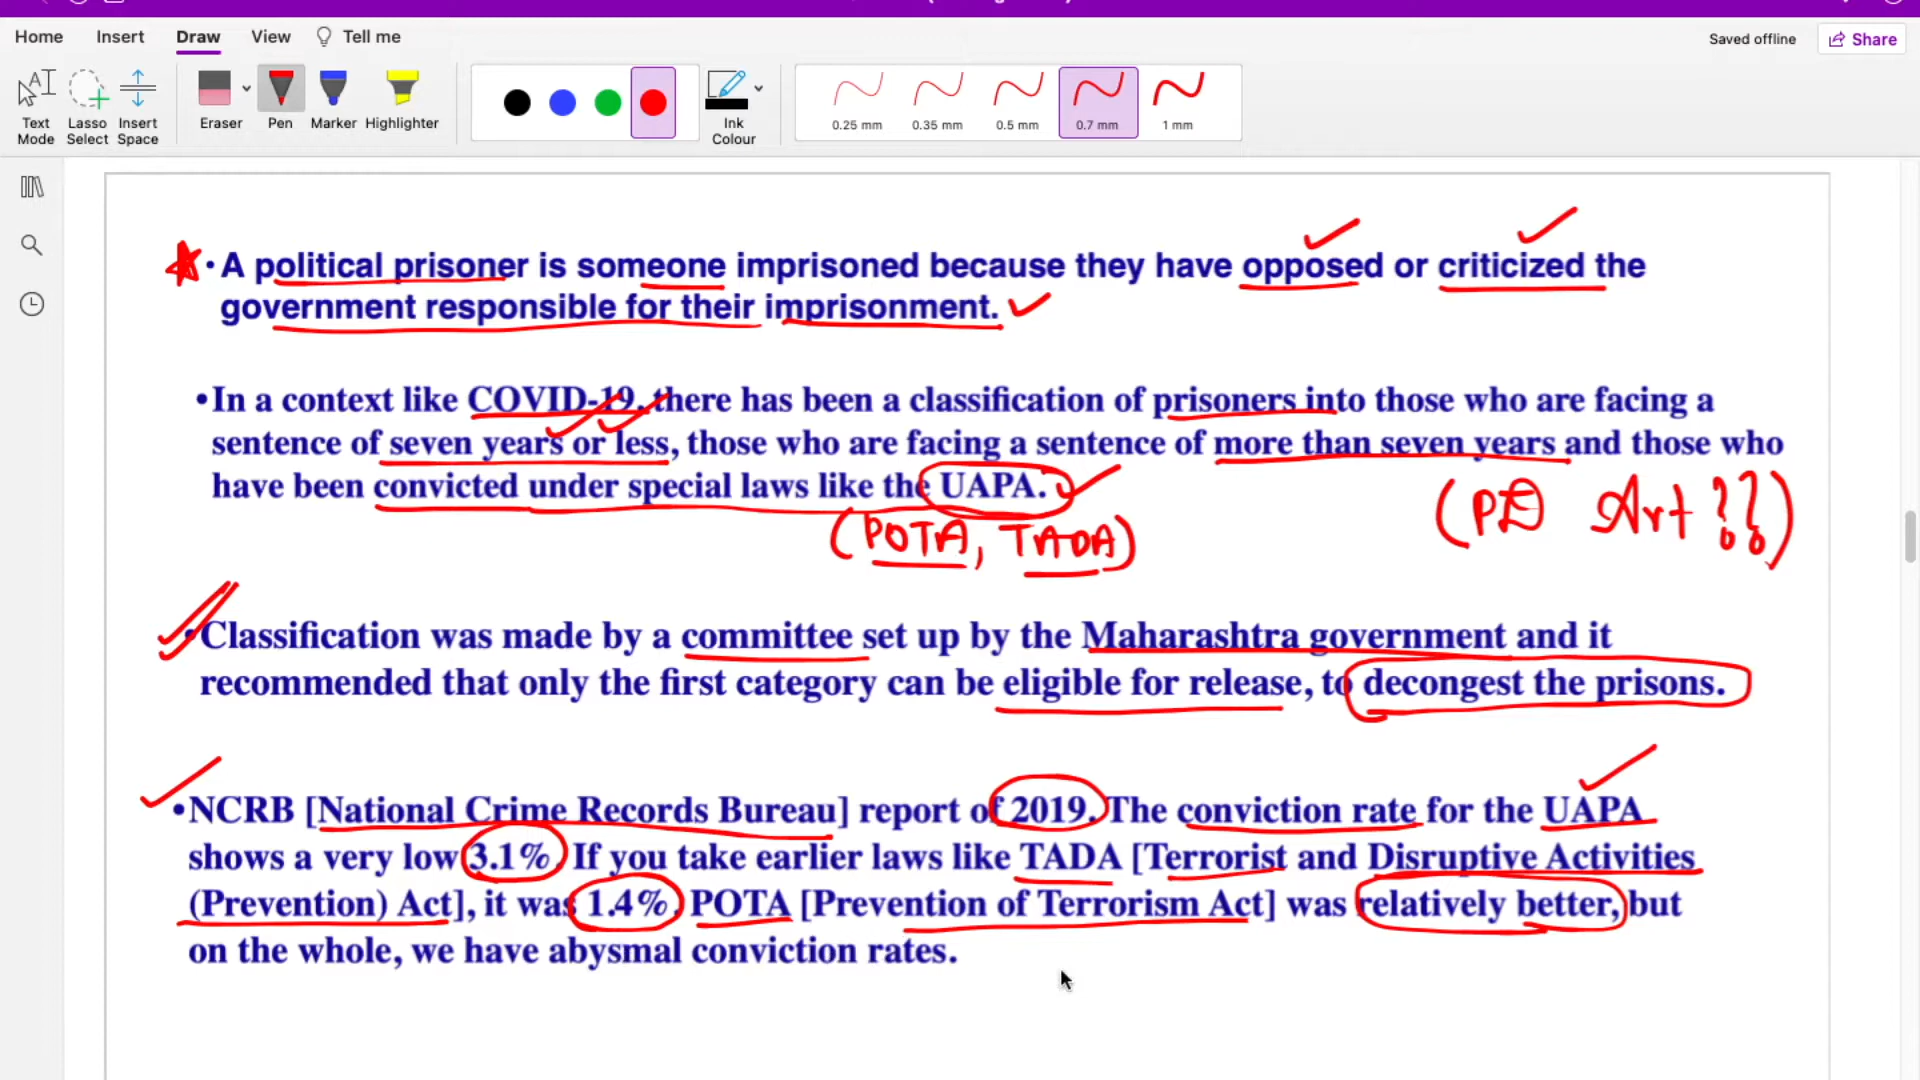 Home Insert Draw View Tell me
Saved offline Share
Text Mode
Lasso Select
Insert Space
Eraser
Pen
Marker
Highlighter
Ink Colour
0.25 mm
0.35 mm
0.5 mm
0.7 mm
1 mm
• A political prisoner is someone imprisoned because they have opposed or criticized the
government responsible for their imprisonment.
•In a context like COVID-19, there has been a classification of prisoners into those who are facing a
sentence of seven years or less, those who are facing a sentence of more than seven years and those who
have been convicted under special laws like the UAPA.
(POTA, TADA)
(PD Art ??)
•Classification was made by a committee set up by the Maharashtra government and it
recommended that only the first category can be eligible for release, to decongest the prisons.
•NCRB [National Crime Records Bureau] report of 2019. The conviction rate for the UAPA
shows a very low 3.1%. If you take earlier laws like TADA [Terrorist and Disruptive Activities
(Prevention) Act], it was 1.4%. POTA [Prevention of Terrorism Act] was relatively better, but
on the whole, we have abysmal conviction rates.